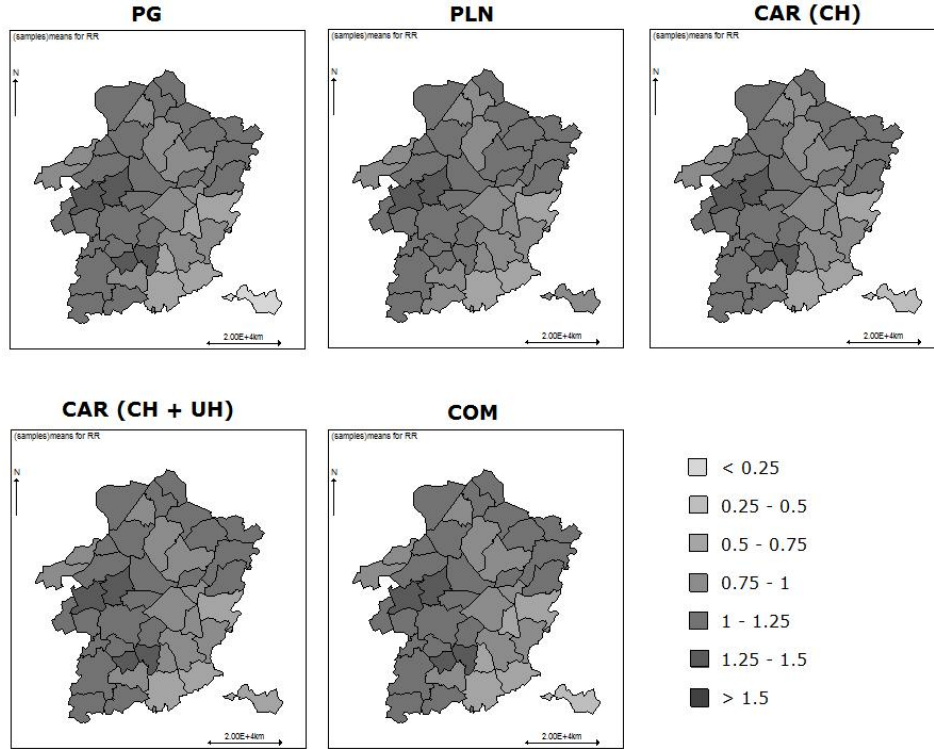 PG
PLN
CAR (CH)
(samples)means for RR
(samples)means for RR
(samples)means for RR
N
N
N
2.00E+4km
2.00E+4km
2.00E+4km
CAR (CH + UH)
COM
(samples)means for RR
(samples)means for RR
N
N
2.00E+4km
2.00E+4km
< 0.25
0.25 - 0.5
0.5 - 0.75
0.75 - 1
1 - 1.25
1.25 - 1.5
> 1.5